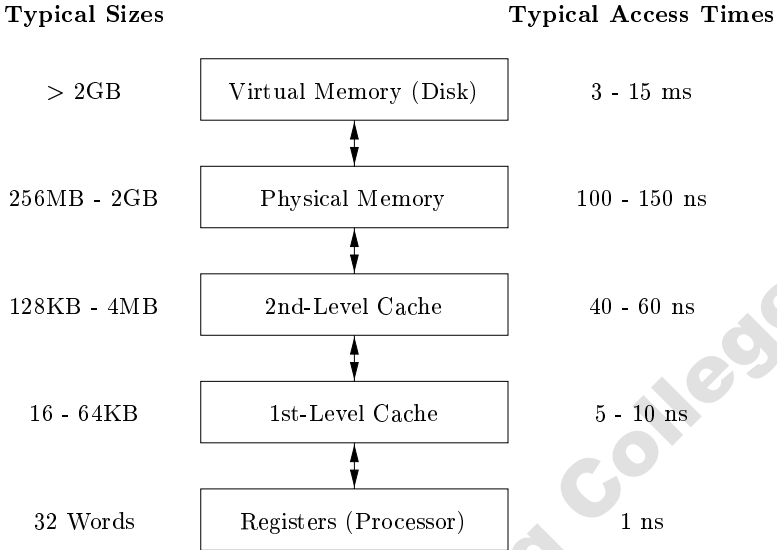 Typical Sizes Typical Access Times
> 2GB Virtual Memory (Disk) 3 - 15 ms
256MB - 2GB Physical Memory 100 - 150 ns
128KB - 4MB 2nd-Level Cache 40 - 60 ns
16 - 64KB 1st-Level Cache 5 - 10 ns
32 Words Registers (Processor) 1 ns
College